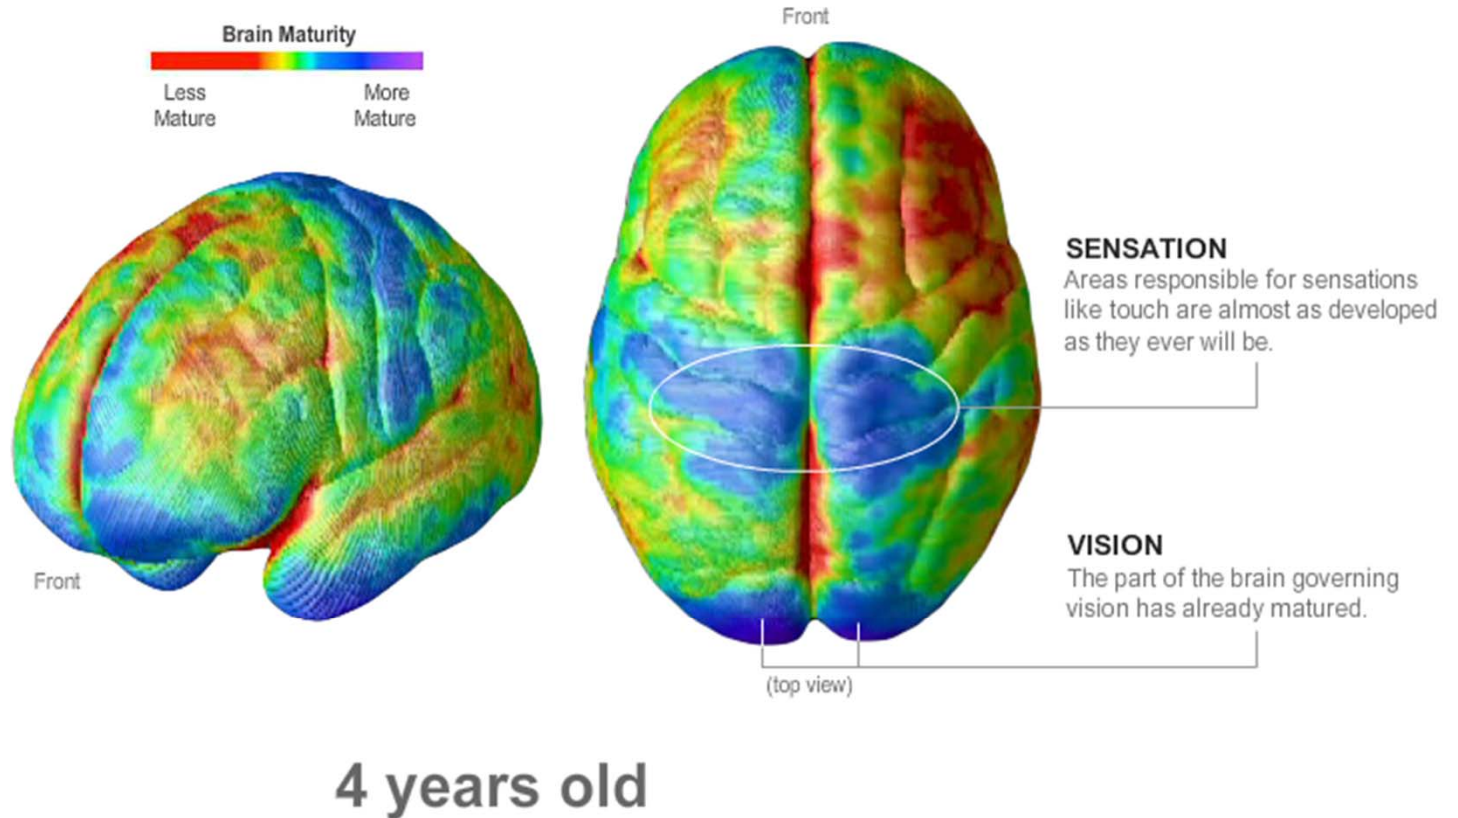 Front
Brain Maturity
Less
Mature
More
Mature
SENSATION
Areas responsible for sensations
like touch are almost as developed
as they ever will be.
VISION
The part of the brain governing
vision has already matured.
Front
(top view)
4 years old